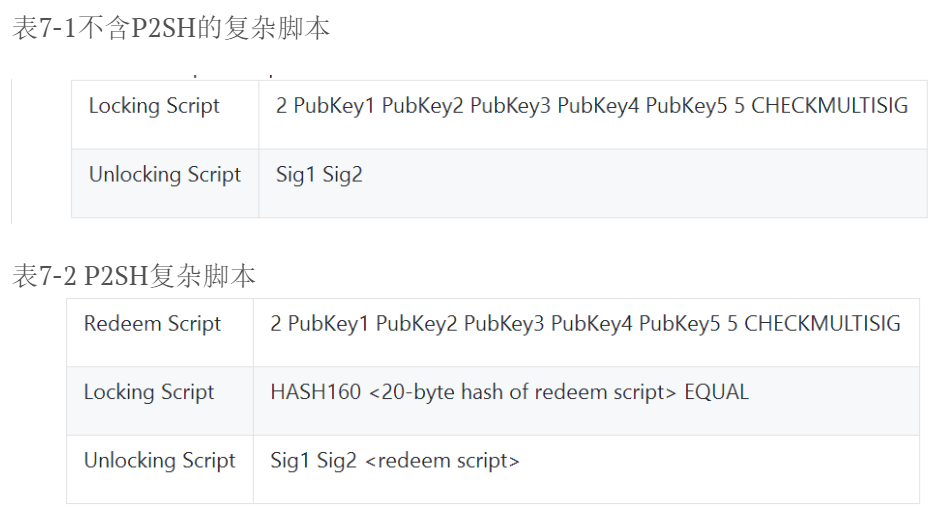 表7-1不含P2SH的复杂脚本
Locking Script 2 PubKey1 PubKey2 PubKey3 PubKey4 PubKey5 5 CHECKMULTISIG
Unlocking Script Sig1 Sig2
表7-2 P2SH复杂脚本
Redeem Script 2 PubKey1 PubKey2 PubKey3 PubKey4 PubKey5 5 CHECKMULTISIG
Locking Script HASH160 <20-byte hash of redeem script> EQUAL
Unlocking Script Sig1 Sig2 <redeem script>